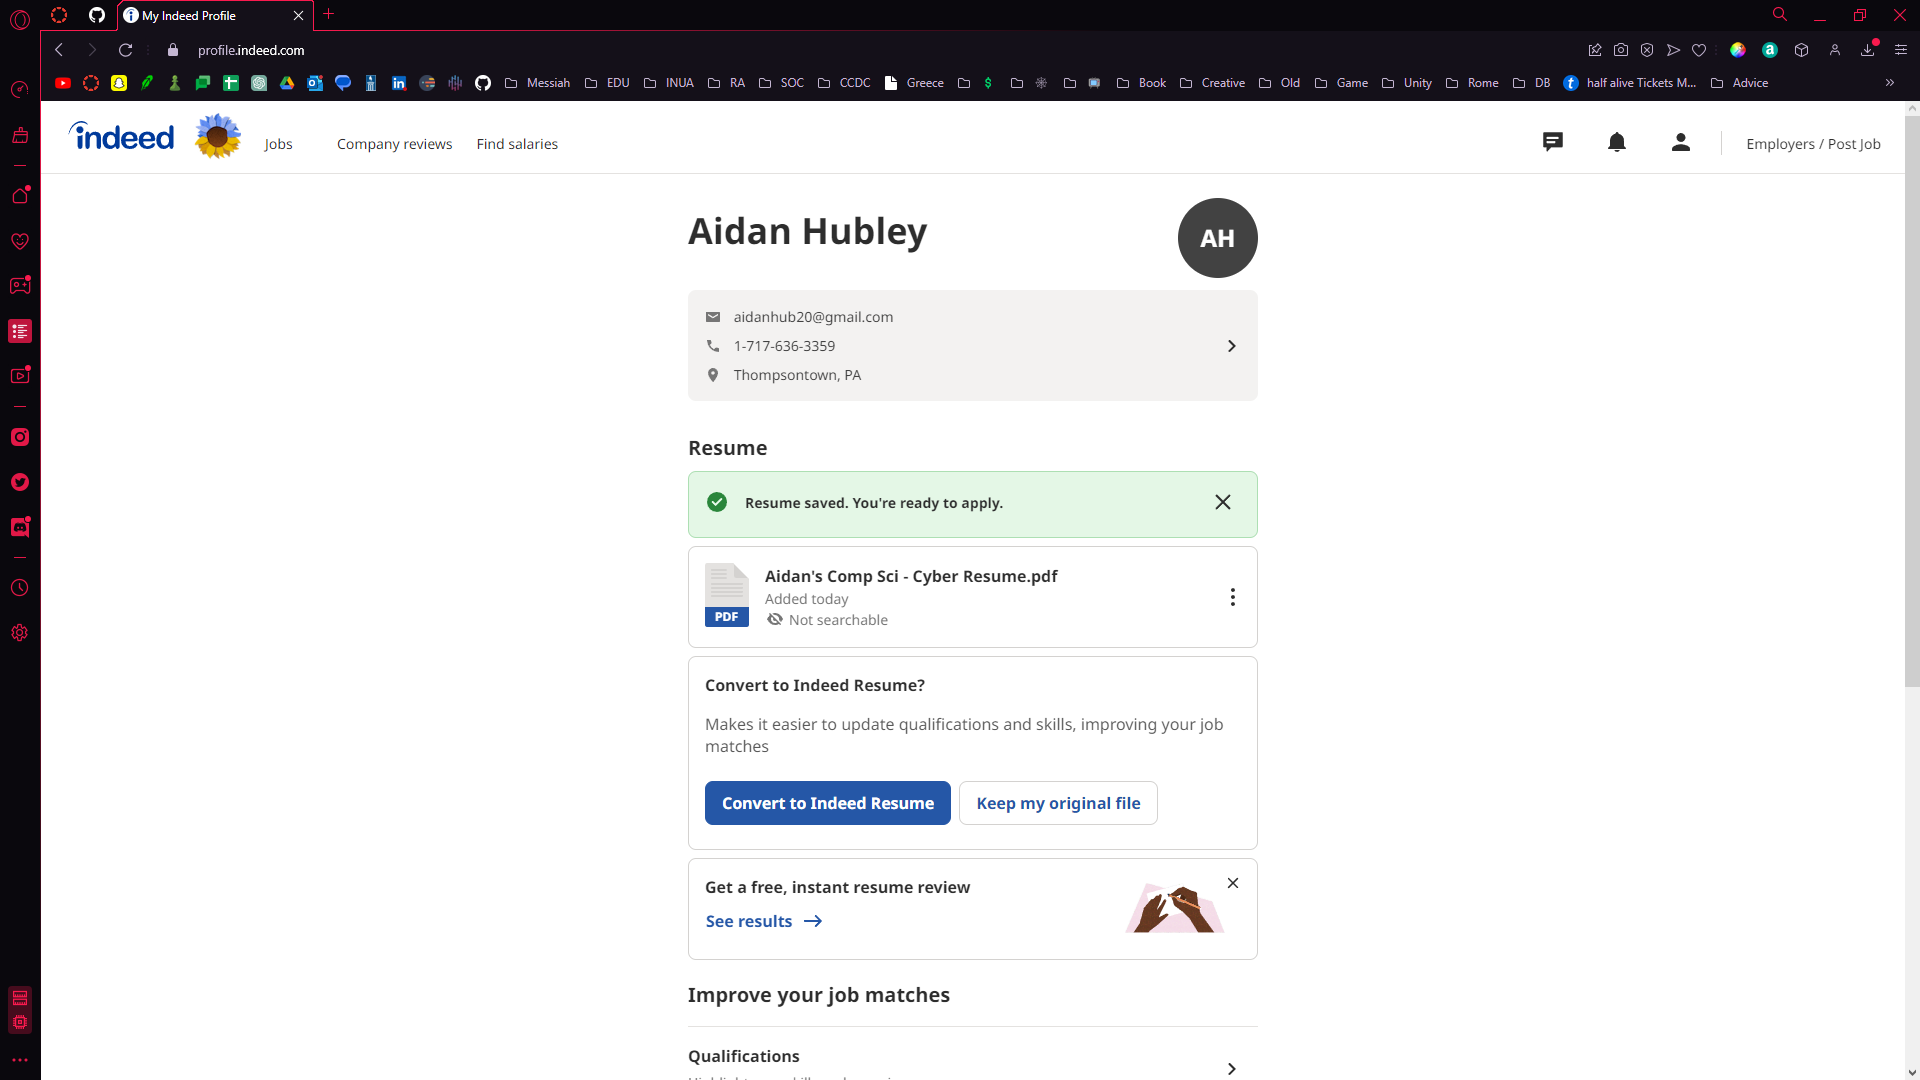 My Indeed Profile
profile.indeed.com
Messiah
EDU
INUA
RA
SOC
CCDC
Greece
$
Book
Creative
Old
Game
Unity
Rome
DB
half alive Tickets M...
Advice
indeed
Jobs
Company reviews
Find salaries
Employers / Post Job
Aidan Hubley
AH
aidanhub20@gmail.com
1-717-636-3359
Thompsontown, PA
Resume
Resume saved. You're ready to apply.
PDF
Aidan's Comp Sci - Cyber Resume.pdf
Added today
Not searchable
Convert to Indeed Resume?
Makes it easier to update qualifications and skills, improving your job
matches
Convert to Indeed Resume
Keep my original file
Get a free, instant resume review
See results
Improve your job matches
Qualifications